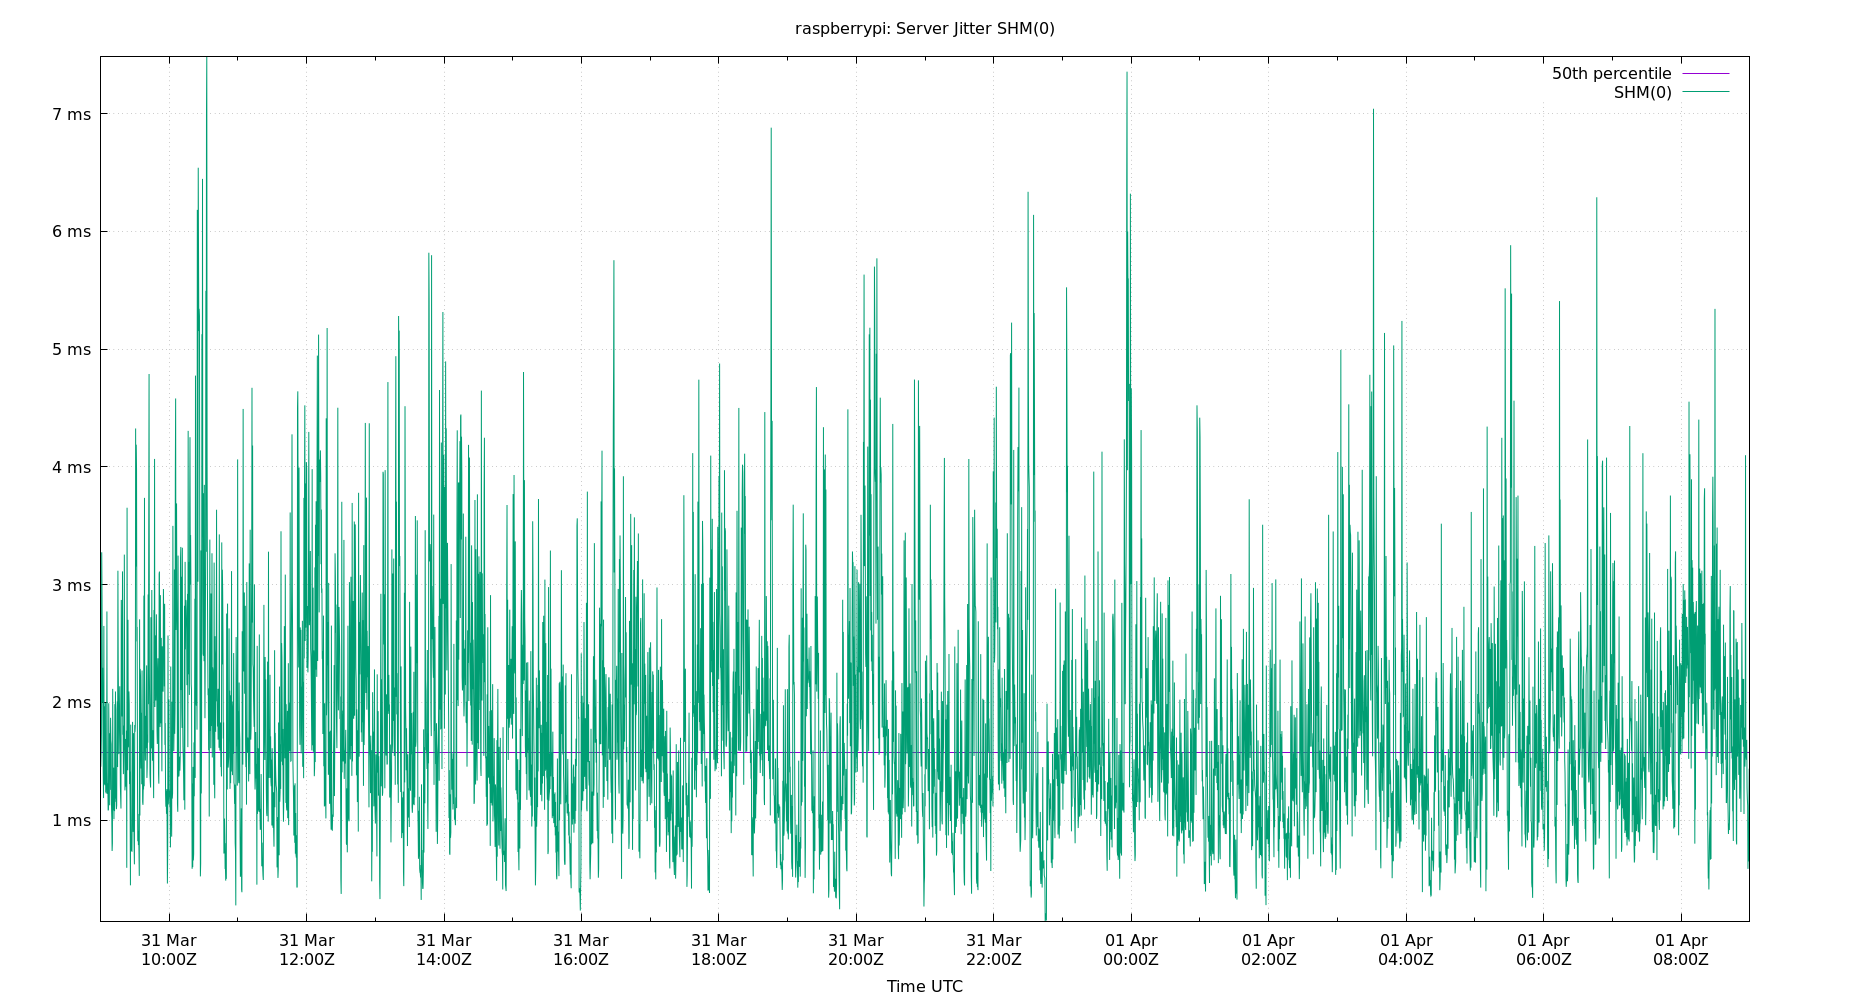 raspberrypi: Server Jitter SHM(0)
50th percentile
SHM(0)
7 ms
6 ms
5 ms
4 ms
3 ms
2 ms
1 ms
31 Mar 31 Mar 31 Mar 31 Mar 31 Mar 31 Mar 31 Mar 01 Apr 01 Apr 01 Apr 01 Apr 01 Apr
10:00Z 12:00Z 14:00Z 16:00Z 18:00Z 20:00Z 22:00Z 00:00Z 02:00Z 04:00Z 06:00Z 08:00Z
Time UTC